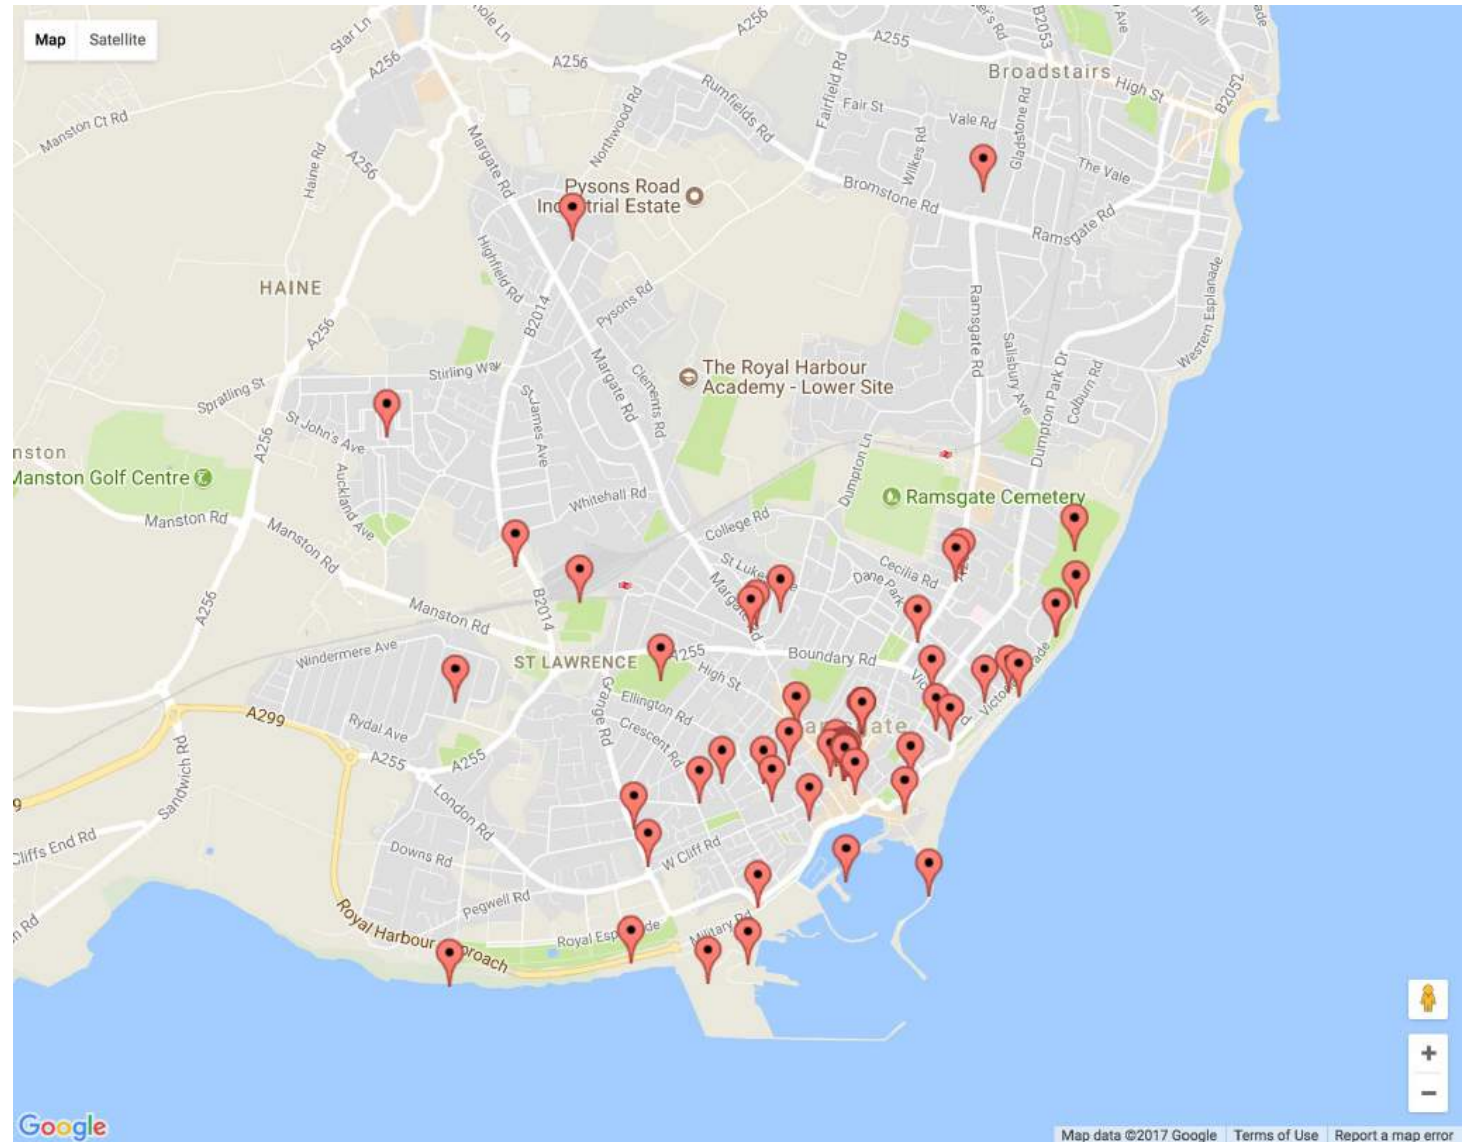 Map Satellite
Star Ln
A256
A256
A255
B2053
Hill
Broadstairs
High St
B2052
A256
Rumfields Rd
Fairfield Rd
Fair St
Vale Rd
Gladstone Rd
Manston Ct Rd
Northwood Rd
Margate Rd
Haine Rd
A256
Wilkes Rd
The Vale
Pysons Road
Industrial Estate
Bromstone Rd
Ramsgate Rd
HAINE
Highfield Rd
B2014
Pysons Rd
Western Esplanade
Ramsgate Rd
A256
Margate Rd
Clements Rd
Salisbury Ave
Dumpton Park Dr
Colburn Rd
The Royal Harbour
Academy - Lower Site
Stirling Way
Spratling St
St James Ave
St John's Ave
A256
nston
Manston Golf Centre
Auckland Ave
Whitehall Rd
Dumpton Ln
Ramsgate Cemetery
Manston Rd
Manston Rd
College Rd
Cecilia Rd
Dane Park
Margate Rd
B2014
A256
Manston Rd
Windermere Ave
ST LAWRENCE
A255
Boundary Rd
High St
Grange Rd
Ellington Rd
Crescent Rd
A299
Rydal Ave
A255
A255
Sandwich Rd
London Rd
9
Cliffs End Rd
Downs Rd
W Cliff Rd
Pegwell Rd
Royal Harbour
Military Rd
Google
Map data ©2017 Google Terms of Use Report a map error